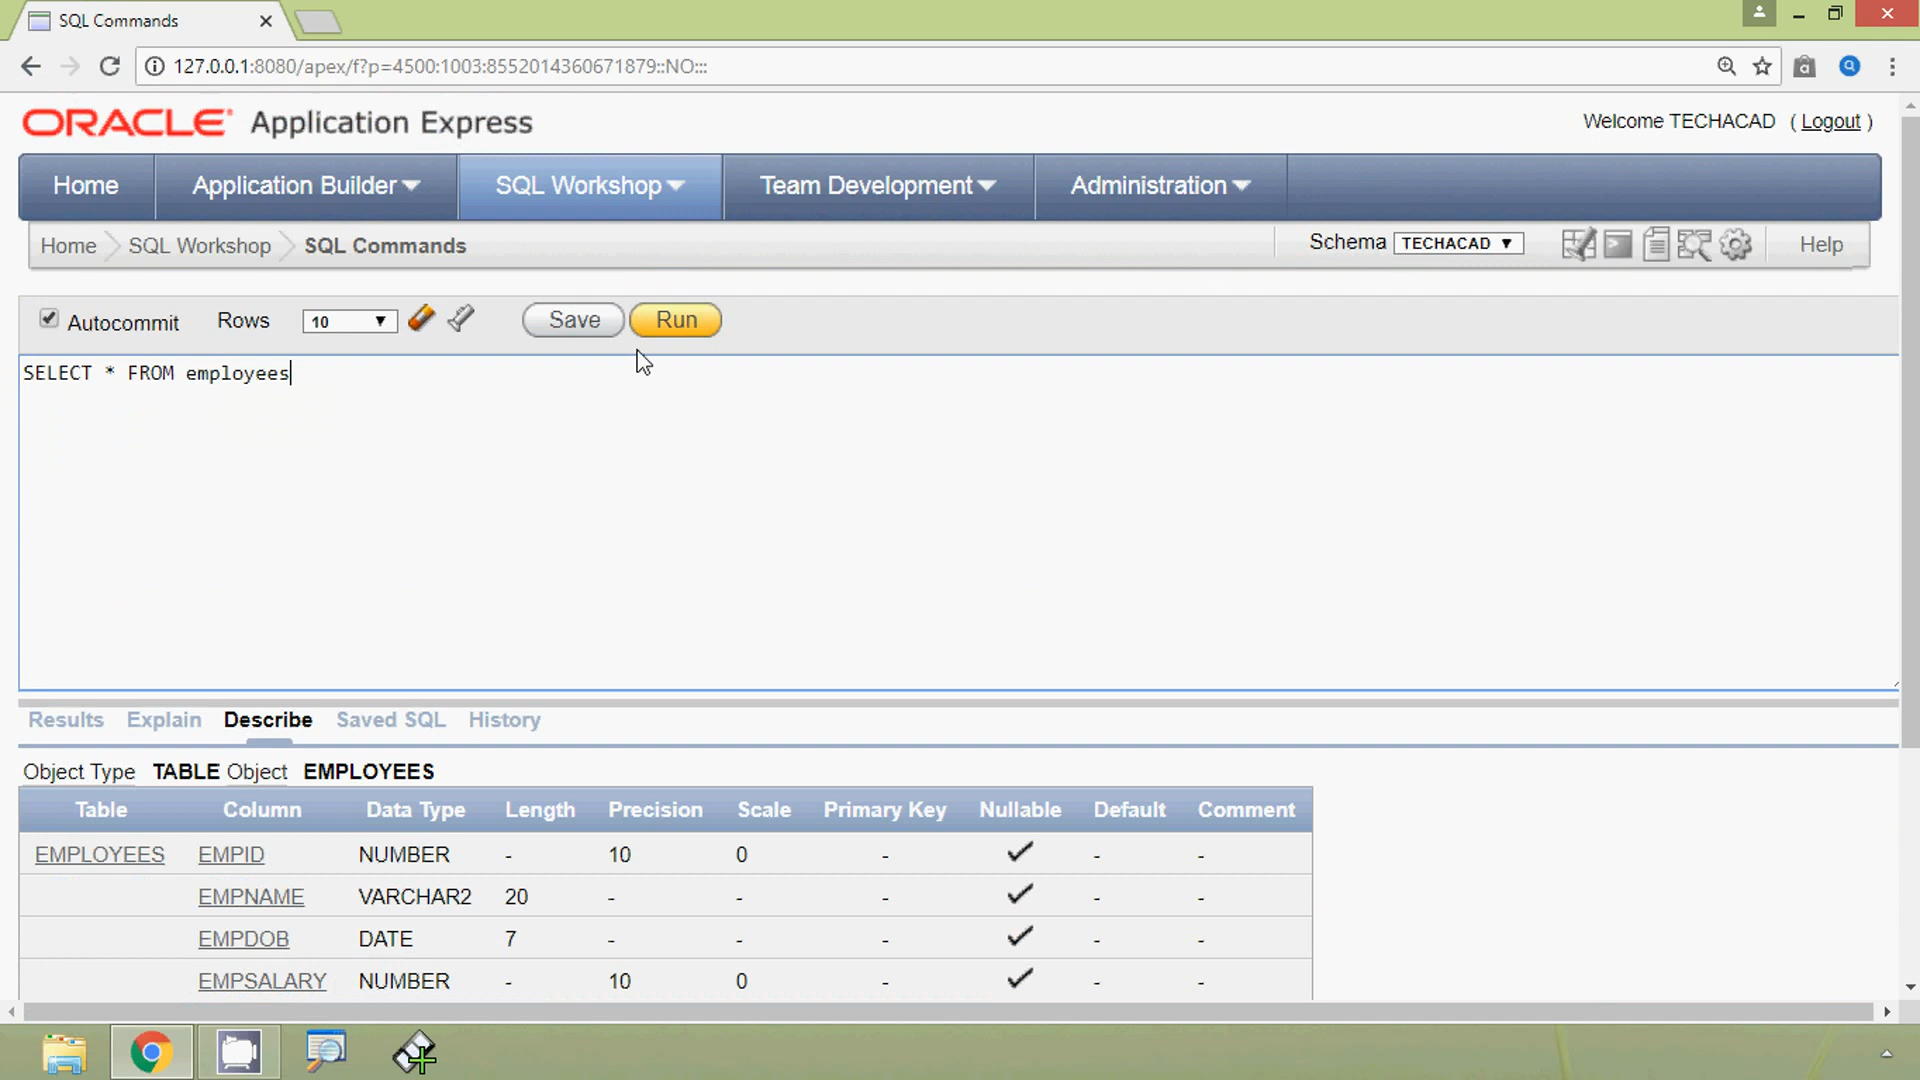 SQL Commands
127.0.0.1:8080/apex/f?p=4500:1003:8552014360671879::NO:::
ORACLE Application Express
Welcome TECHACAD ( Logout )
Home Application Builder SQL Workshop Team Development Administration
Home SQL Workshop SQL Commands Schema TECHACAD Help
Autocommit Rows 10 Save Run
SELECT * FROM employees
Results Explain Describe Saved SQL History
Object Type TABLE Object EMPLOYEES
Table Column Data Type Length Precision Scale Primary Key Nullable Default Comment
EMPLOYEES EMPID NUMBER - 10 0 - - -
EMPNAME VARCHAR2 20 - - - - -
EMPDOB DATE 7 - - - - -
EMPSALARY NUMBER - 10 0 - - -